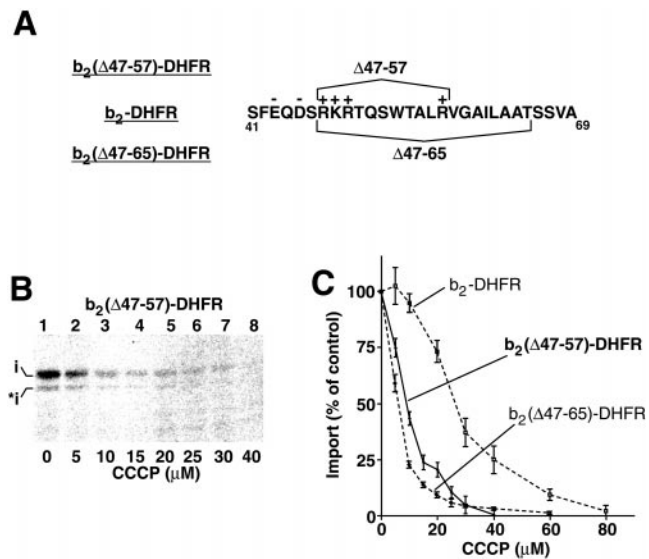 A
b₂(Δ47-57)-DHFR
Δ47-57
- - +++ +
b₂-DHFR
SFEQDSRKRTQSWTALRVGAILAATSSVA
41 69
b₂(Δ47-65)-DHFR
Δ47-65
B
b₂(Δ47-57)-DHFR
1 2 3 4 5 6 7 8
i
*i
0 5 10 15 20 25 30 40
CCCP (μM)
C
Import (% of control)
100
75
50
25
0
b₂-DHFR
b₂(Δ47-57)-DHFR
b₂(Δ47-65)-DHFR
0 20 40 60 80
CCCP (μM)